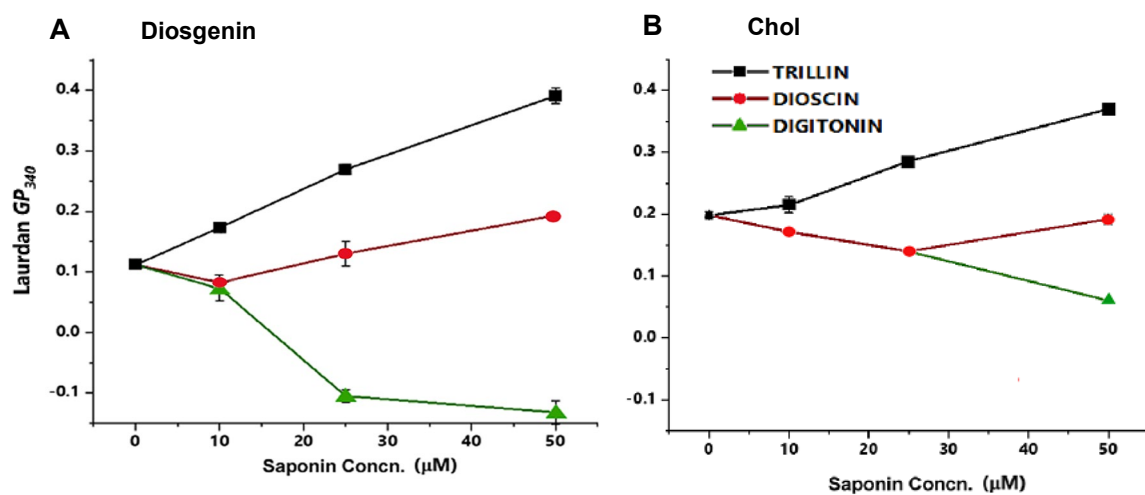 A Diosgenin
B Chol
TRILLIN
DIOSCIN
DIGITONIN
Laurdan GP340
0.4
0.3
0.2
0.1
0.0
-0.1
0 10 20 30 40 50
Saponin Concn. (μM)
0.4
0.3
0.2
0.1
0.0
-0.1
0 10 20 30 40 50
Saponin Concn. (μM)